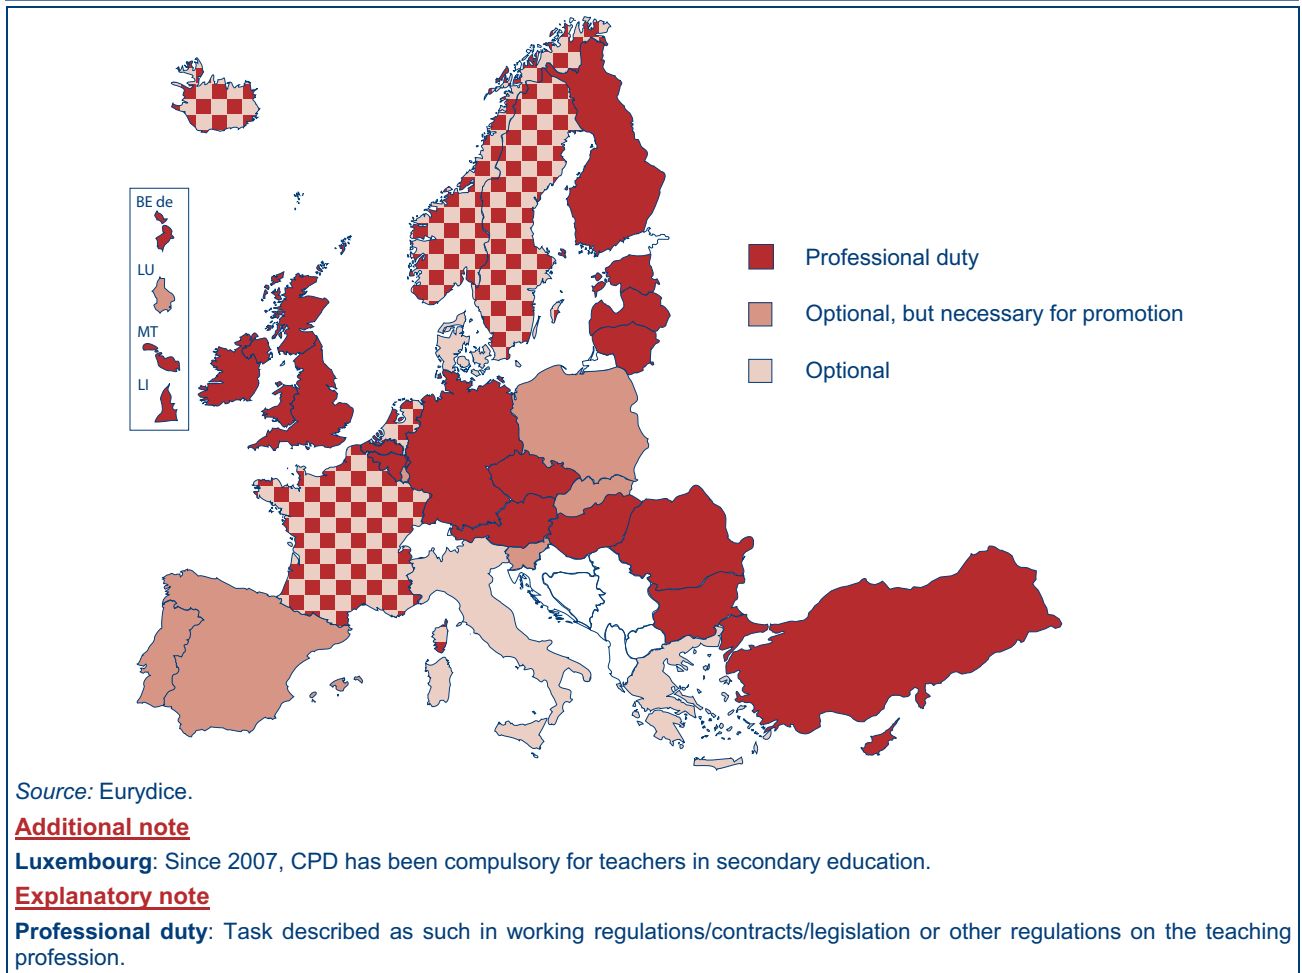 BE de
LU
MT
LI
Professional duty
Optional, but necessary for promotion
Optional
Source: Eurydice.
Additional note
Luxembourg: Since 2007, CPD has been compulsory for teachers in secondary education.
Explanatory note
Professional duty: Task described as such in working regulations/contracts/legislation or other regulations on the teaching
profession.